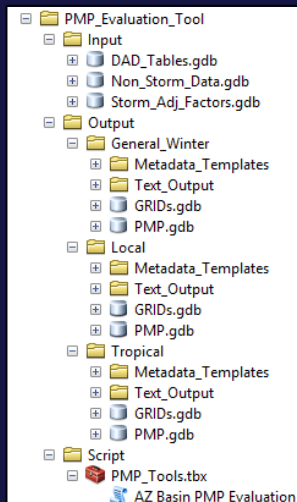 PMP_Evaluation_Tool
Input
DAD_Tables.gdb
Non_Storm_Data.gdb
Storm_Adj_Factors.gdb
Output
General_Winter
Metadata_Templates
Text_Output
GRIDs.gdb
PMP.gdb
Local
Metadata_Templates
Text_Output
GRIDs.gdb
PMP.gdb
Tropical
Metadata_Templates
Text_Output
GRIDs.gdb
PMP.gdb
Script
PMP_Tools.tbx
AZ Basin PMP Evaluation